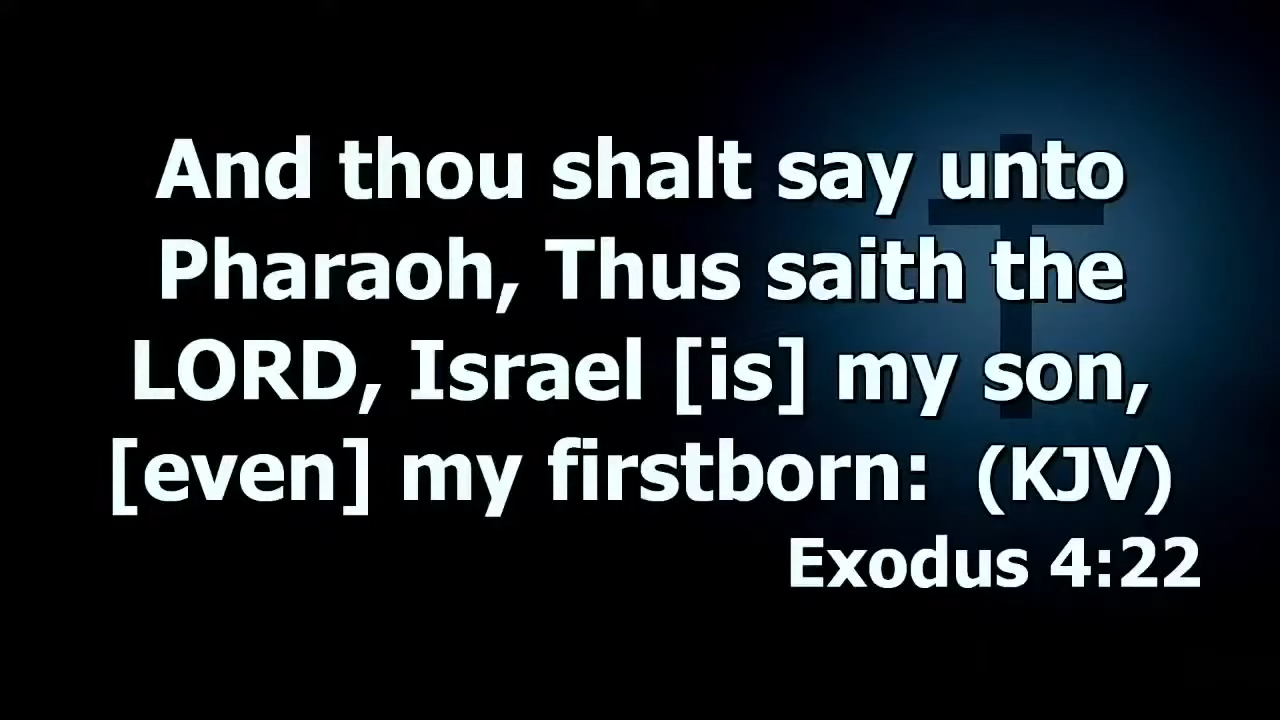 And thou shalt say unto
Pharaoh, Thus saith the
LORD, Israel [is] my son,
[even] my firstborn:  (KJV)
Exodus 4:22